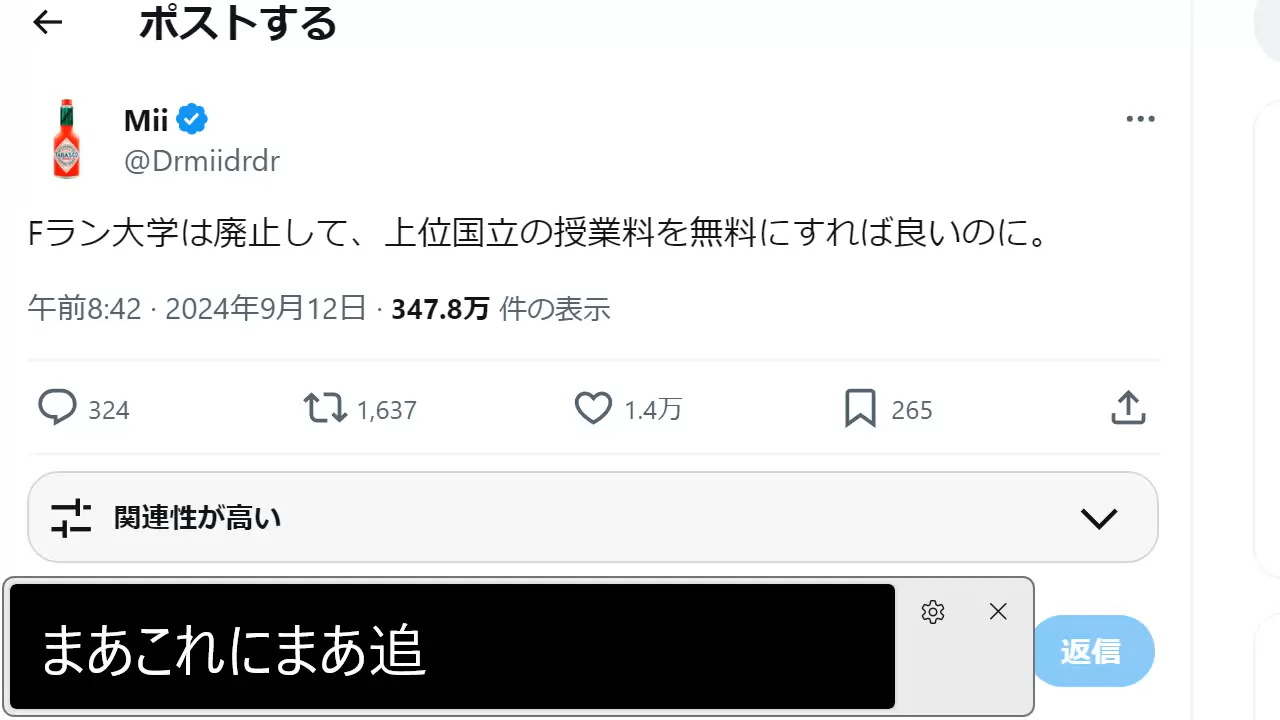 ポストする
Mii
@Drmiidrdr
Fラン大学は廃止して、上位国立の授業料を無料にすれば良いのに。
午前8:42 · 2024年9月12日 · 347.8万 件の表示
324 1,637 1.4万 265
関連性が高い
まあこれにまあ追
返信